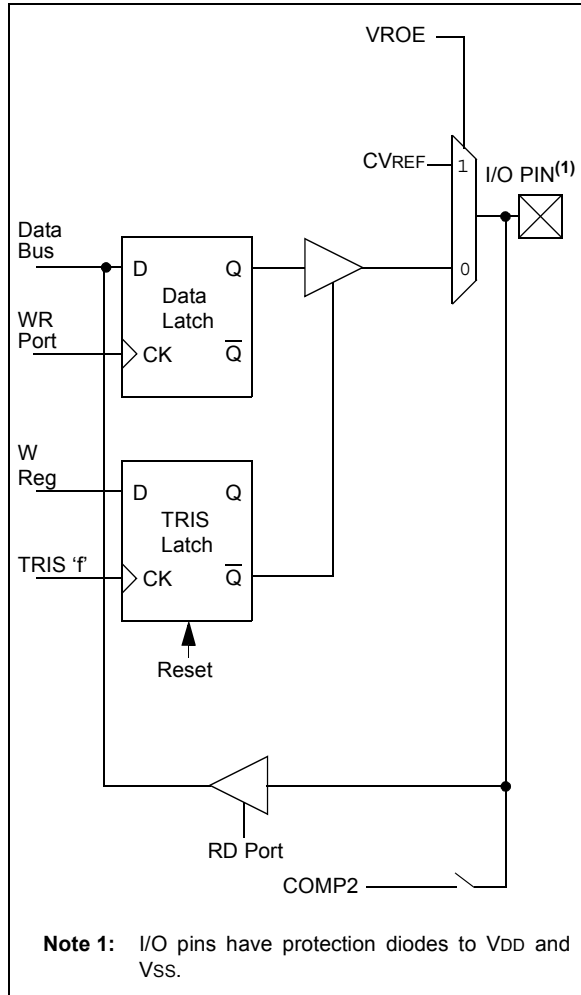 VROE
CVREF
1
I/O PIN(1)
Data
Bus
D
Q
0
Data
Latch
WR
Port
CK
Q
W
Reg
D
Q
TRIS
Latch
TRIS ‘f’
CK
Q
Reset
RD Port
COMP2
Note 1: I/O pins have protection diodes to VDD and
VSS.